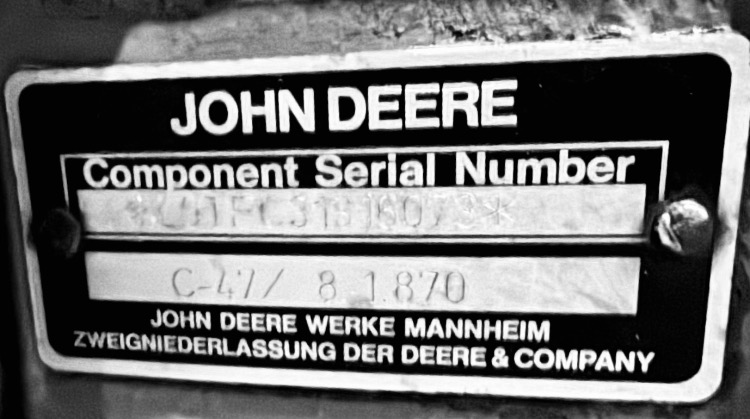 JOHN DEERE
Component Serial Number
C-47/ 8 1.870
JOHN DEERE WERKE MANNHEIM
ZWEIGNIEDERLASSUNG DER DEERE & COMPANY